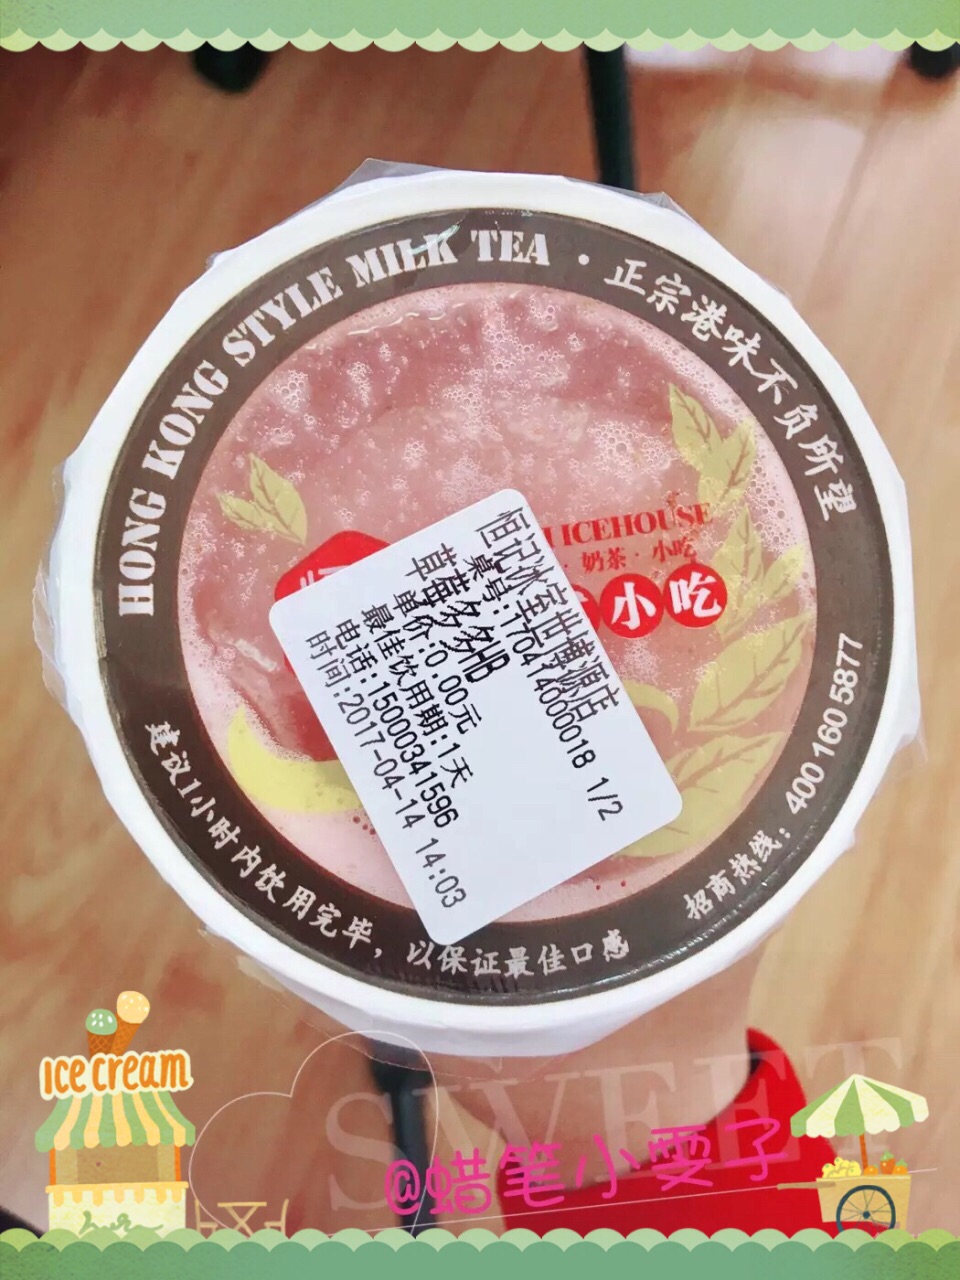 HONG KONG STYLE MILK TEA · 正宗港味不负所望
ICEHOUSE
· 奶茶 · 小吃
小吃
恒记冰室世博源店
桌号:170414000018 1/2
草莓多多HB
单价:0.00元
最佳饮用期:1天
电话:15000341596
时间:2017-04-14 14:03
招商热线：400 160 5877
建议1小时内饮用完毕，以保证最佳口感
ICE cream
SWEET
@蜡笔小雯子